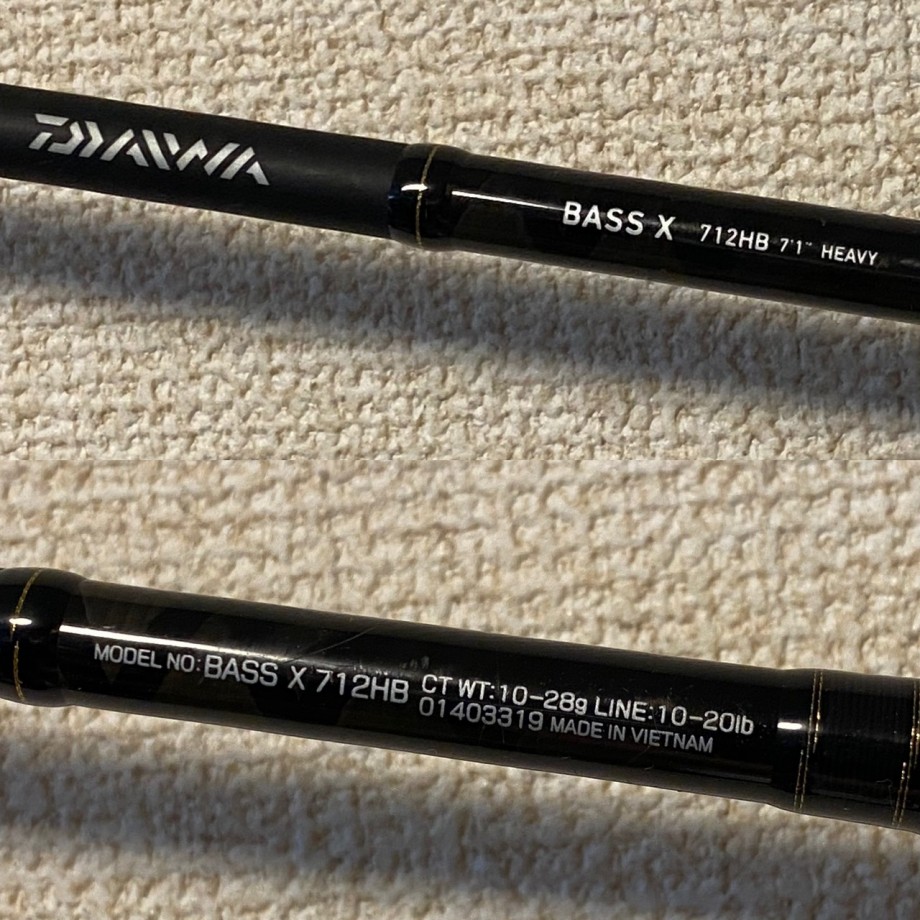 DAIWA
BASS X 712HB 7'1" HEAVY
MODEL NO:BASS X 712HB CT WT:10-28g LINE:10-20lb
01403319 MADE IN VIETNAM